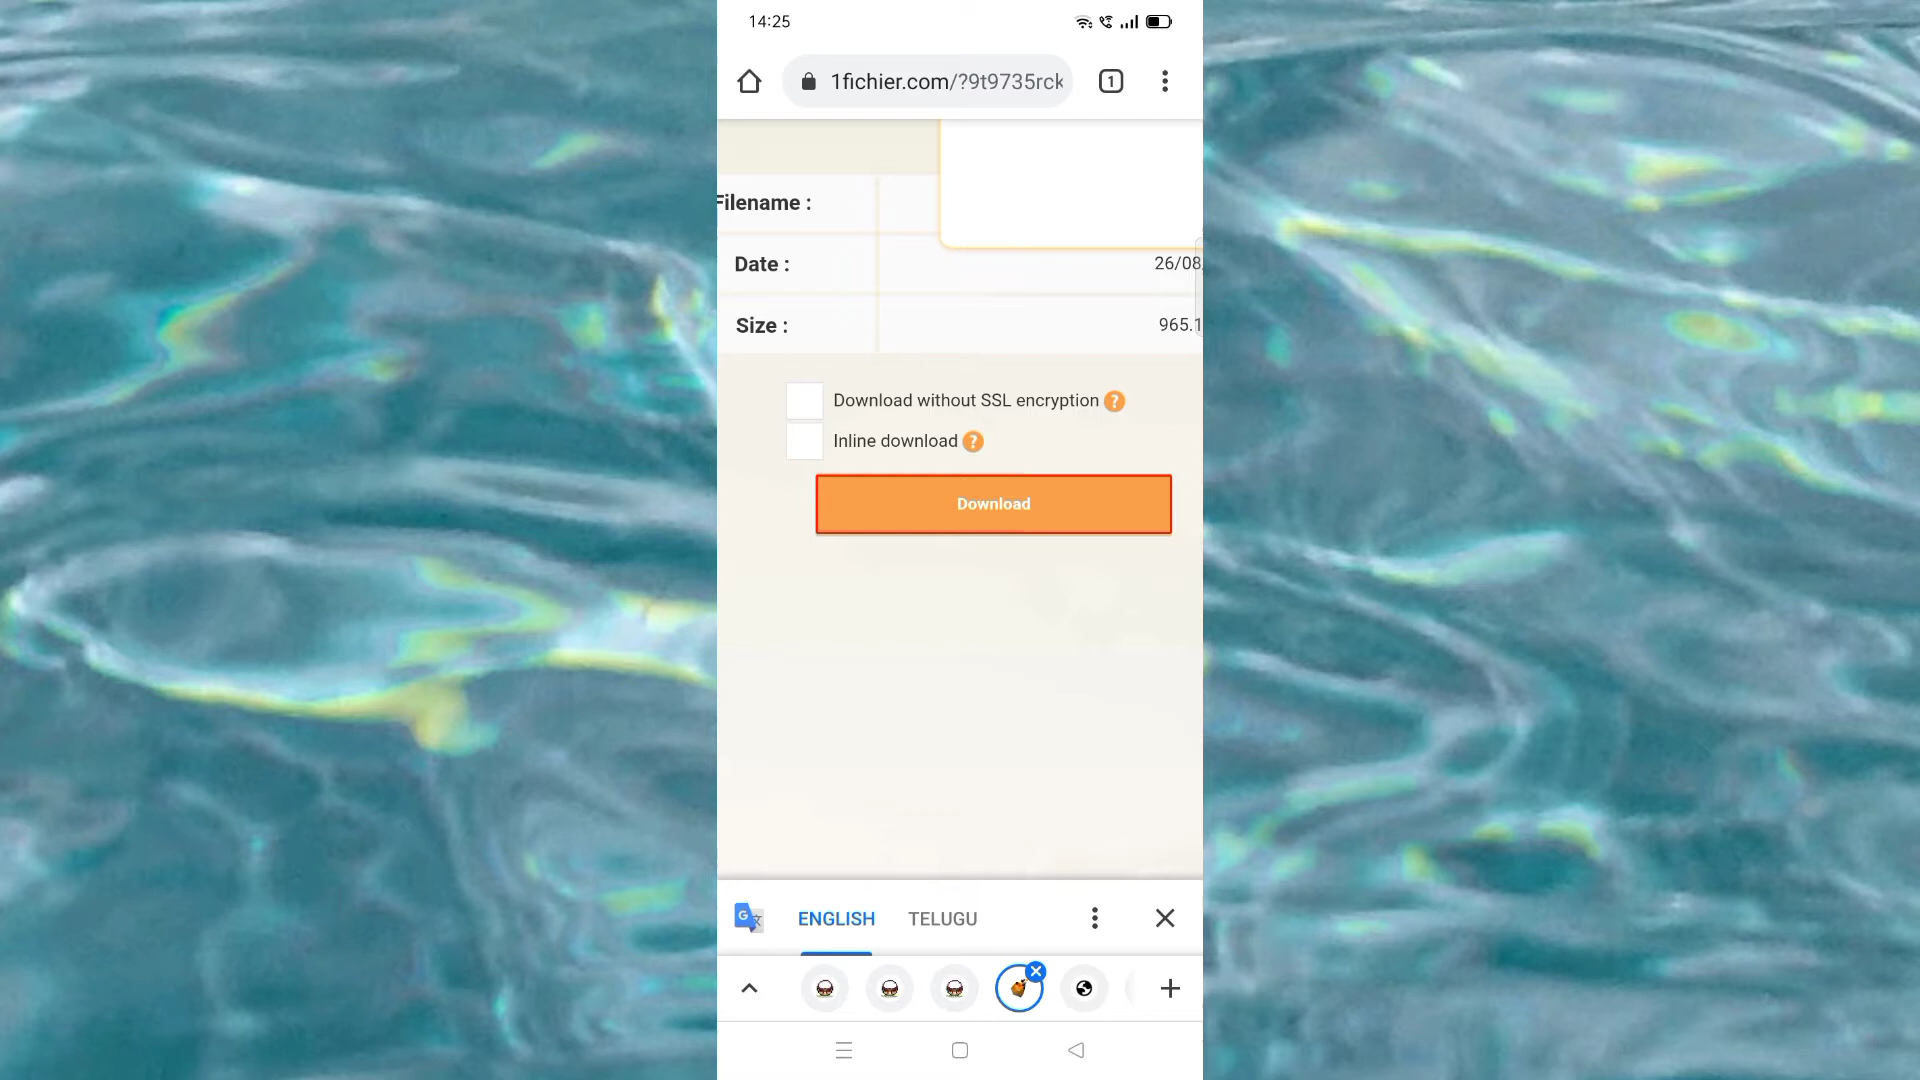 14:25
1fichier.com/?9t9735rck
1
Filename :
Date :
26/08
Size :
965.1
Download without SSL encryption ?
Inline download ?
Download
ENGLISH TELUGU